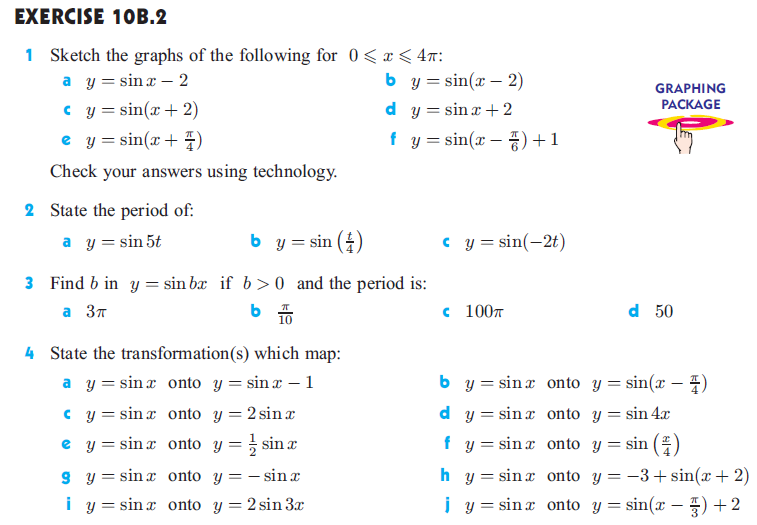 EXERCISE 10B.2
1 Sketch the graphs of the following for 0 ⩽ x ⩽ 4π:
a y = sin x − 2 b y = sin(x − 2)
c y = sin(x + 2) d y = sin x + 2
e y = sin(x + π/4) f y = sin(x − π/6) + 1
GRAPHING
PACKAGE
Check your answers using technology.
2 State the period of:
a y = sin 5t b y = sin (t/4) c y = sin(−2t)
3 Find b in y = sin bx if b > 0 and the period is:
a 3π b π/10 c 100π d 50
4 State the transformation(s) which map:
a y = sin x onto y = sin x − 1 b y = sin x onto y = sin(x − π/4)
c y = sin x onto y = 2 sin x d y = sin x onto y = sin 4x
e y = sin x onto y = 1/2 sin x f y = sin x onto y = sin (x/4)
g y = sin x onto y = − sin x h y = sin x onto y = −3 + sin(x + 2)
i y = sin x onto y = 2 sin 3x j y = sin x onto y = sin(x − π/3) + 2